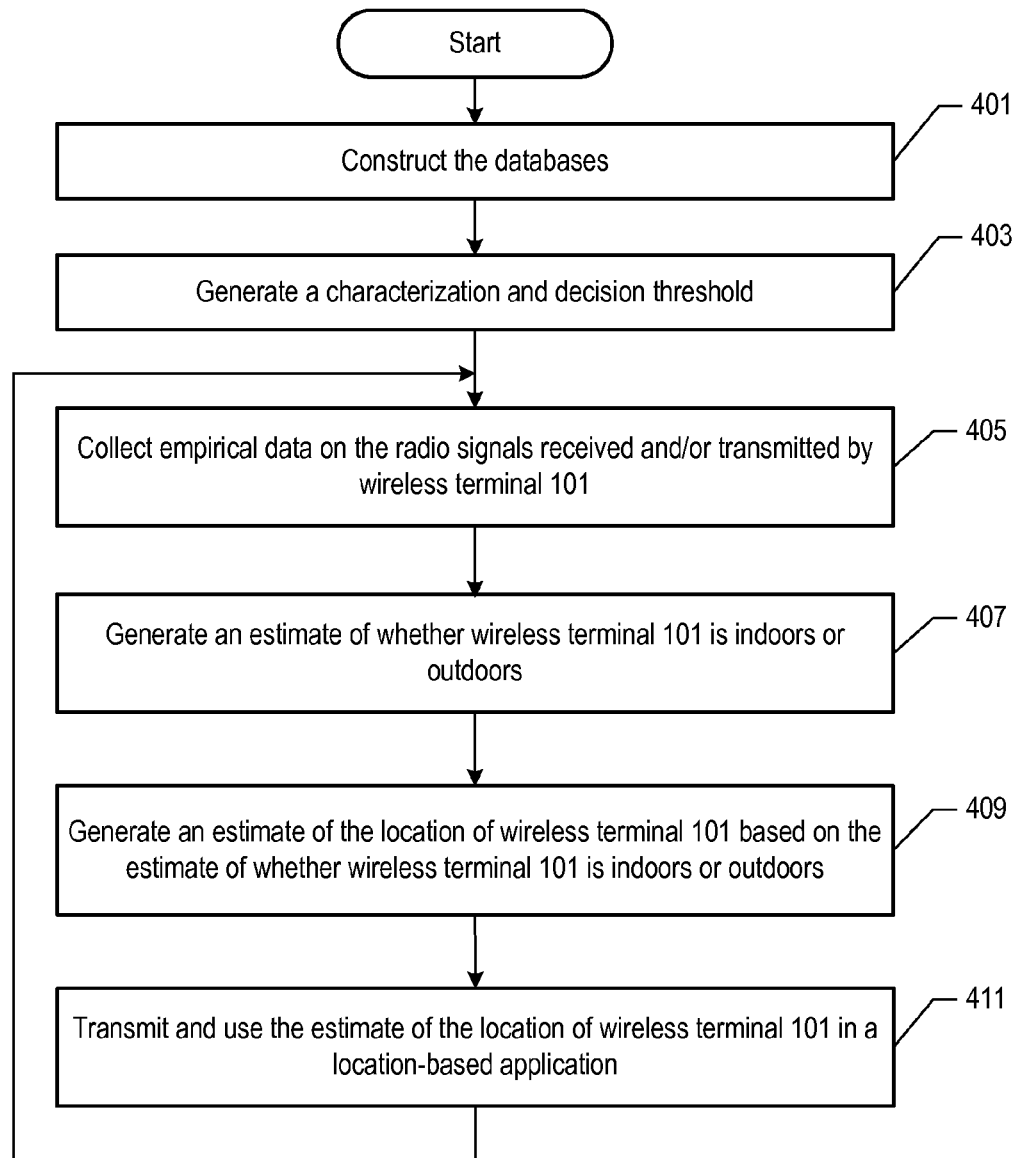 Start
401
Construct the databases
403
Generate a characterization and decision threshold
405
Collect empirical data on the radio signals received and/or transmitted by
wireless terminal 101
407
Generate an estimate of whether wireless terminal 101 is indoors or
outdoors
409
Generate an estimate of the location of wireless terminal 101 based on the
estimate of whether wireless terminal 101 is indoors or outdoors
411
Transmit and use the estimate of the location of wireless terminal 101 in a
location-based application